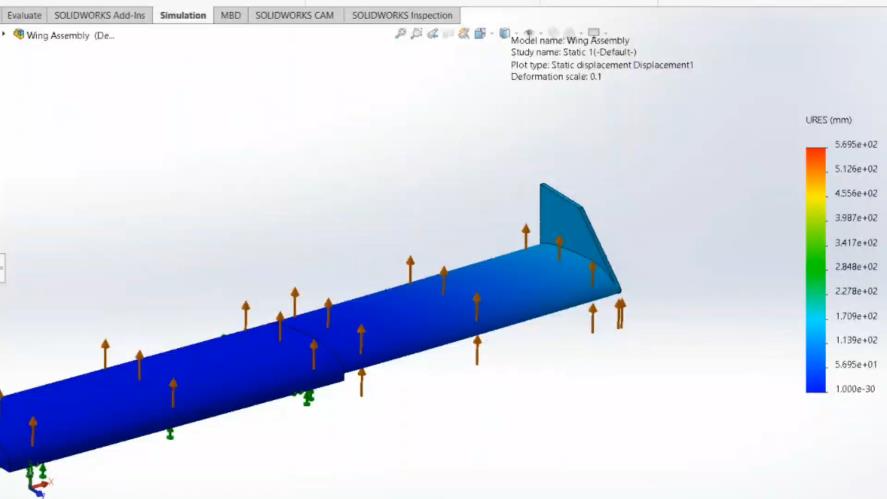 Evaluate SOLIDWORKS Add-Ins Simulation MBD SOLIDWORKS CAM SOLIDWORKS Inspection
Wing Assembly (De...
Model name: Wing Assembly
Study name: Static 1(-Default-)
Plot type: Static displacement Displacement1
Deformation scale: 0.1
URES (mm)
5.695e+02
5.126e+02
4.556e+02
3.987e+02
3.417e+02
2.848e+02
2.278e+02
1.709e+02
1.139e+02
5.695e+01
1.000e-30
X